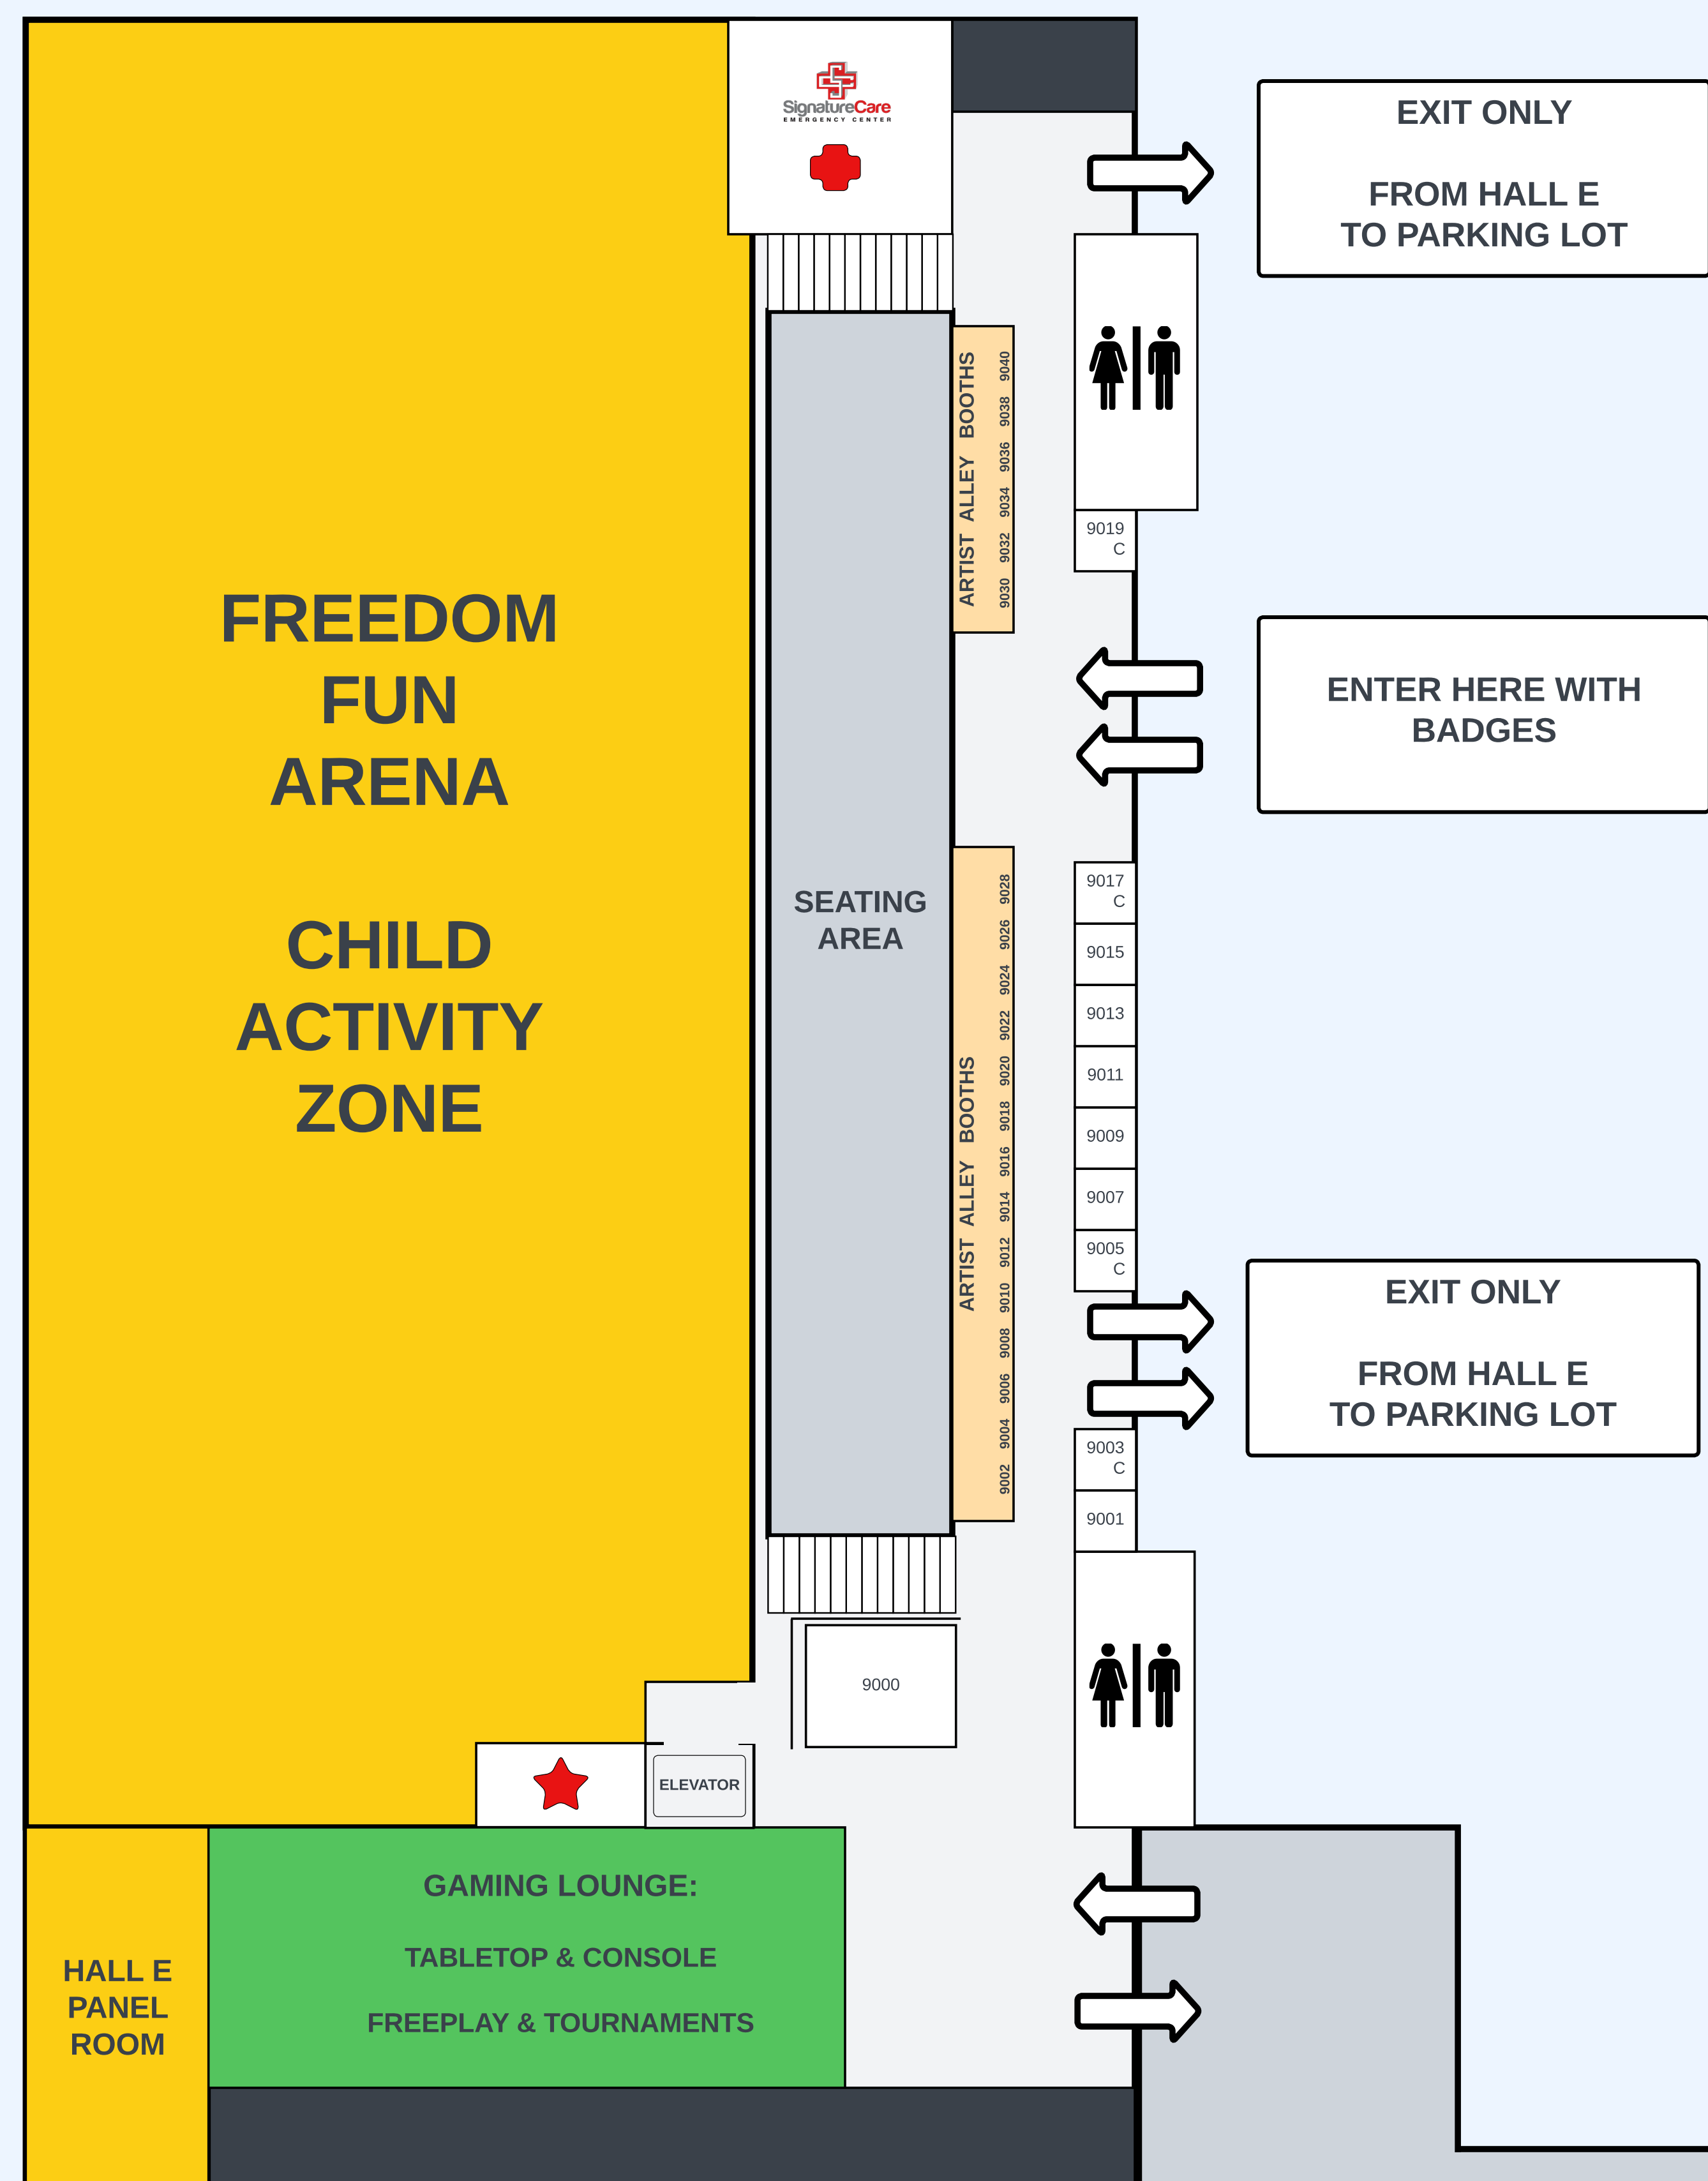 SignatureCare
EMERGENCY CENTER
EXIT ONLY
FROM HALL E
TO PARKING LOT
FREEDOM
FUN
ARENA
CHILD
ACTIVITY
ZONE
SEATING
AREA
ARTIST ALLEY BOOTHS
9030 9032 9034 9036 9038 9040
9019
C
ENTER HERE WITH
BADGES
ARTIST ALLEY BOOTHS
9002 9004 9006 9008 9010 9012 9014 9016 9018 9020 9022 9024 9026 9028
9017
C
9015
9013
9011
9009
9007
9005
C
EXIT ONLY
FROM HALL E
TO PARKING LOT
9003
C
9001
9000
ELEVATOR
GAMING LOUNGE:
TABLETOP & CONSOLE
FREEPLAY & TOURNAMENTS
HALL E
PANEL
ROOM